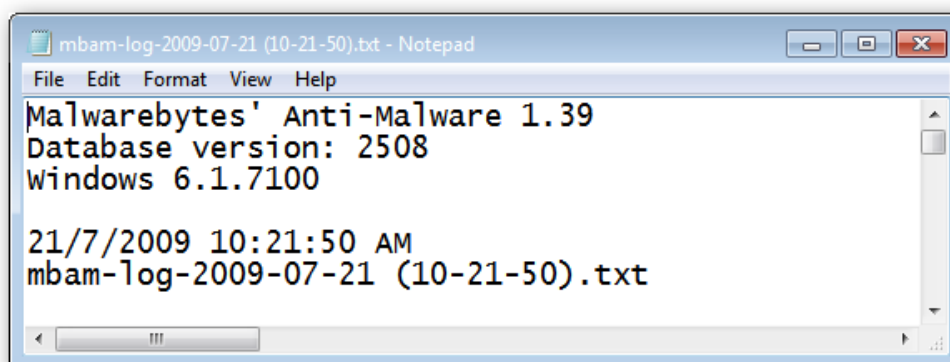 mbam-log-2009-07-21 (10-21-50).txt - Notepad
File Edit Format View Help
Malwarebytes' Anti-Malware 1.39
Database version: 2508
Windows 6.1.7100
21/7/2009 10:21:50 AM
mbam-log-2009-07-21 (10-21-50).txt